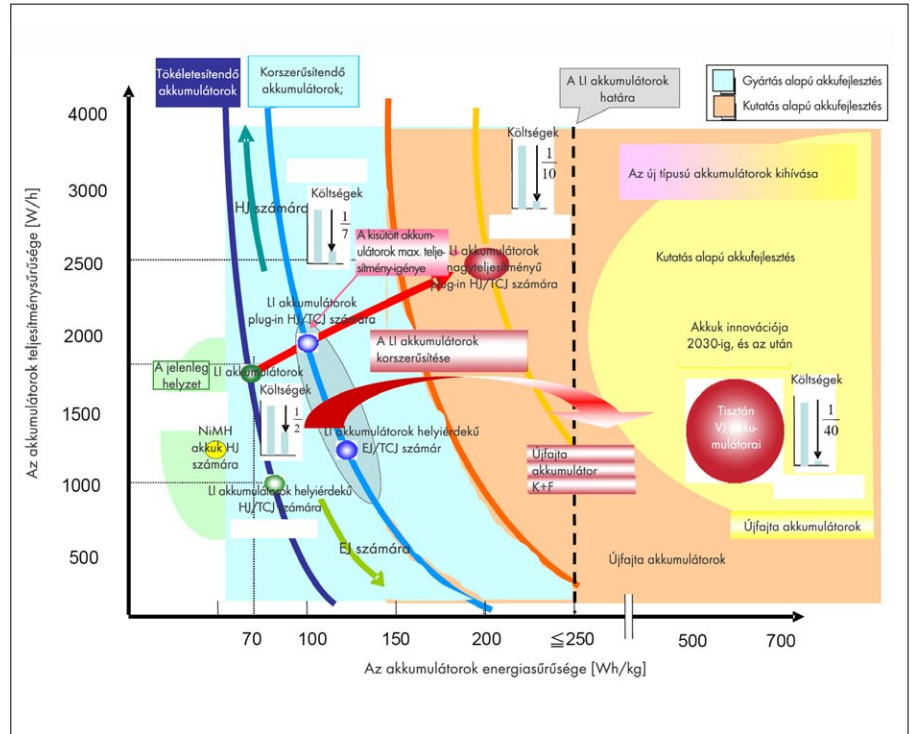 Tökéletesítendő
akkumulátorok
Korszerűsítendő
akkumulátorok;
A LI akkumulátorok
határa
Gyártás alapú akkufejlesztés
Kutatás alapú akkufejlesztés
Az akkumulátorok teljesítménysűrűsége [W/h]
4000
3000
2500
2000
1500
1000
500
HJ számára
Költségek
1
7
A kisütött akkum-
ulátorok max. telje-
sítmény-igénye
Költségek
1
10
LI akkumulátorok
nagyteljesítményű
plug-in HJ/TCJ számára
Az új típusú akkumulátorok kihívása
Kutatás alapú akkufejlesztés
Akkuk innovációja
2030-ig, és az után
LI akkumulátorok
plug-in HJ/TCJ számára
A LI akkumulátorok
korszerűsítése
A jelenleg
helyzet
LI akkumulátorok
Költségek
1
2
NiMH
akkuk HJ
számára
LI akkumulátorok helyiérdekű
EJ/TCJ számár
LI akkumulátorok helyiérdekű
HJ/TCJ számára
Újfajta
akkumulátor
K+F
Tisztán
VJ akku-
mulátorai
Költségek
1
40
Újfajta akkumulátorok
EJ számára
Újfajta akkumulátorok
70 100 150 200 ≦250 500 700
Az akkumulátorok energiasűrűsége [Wh/kg]